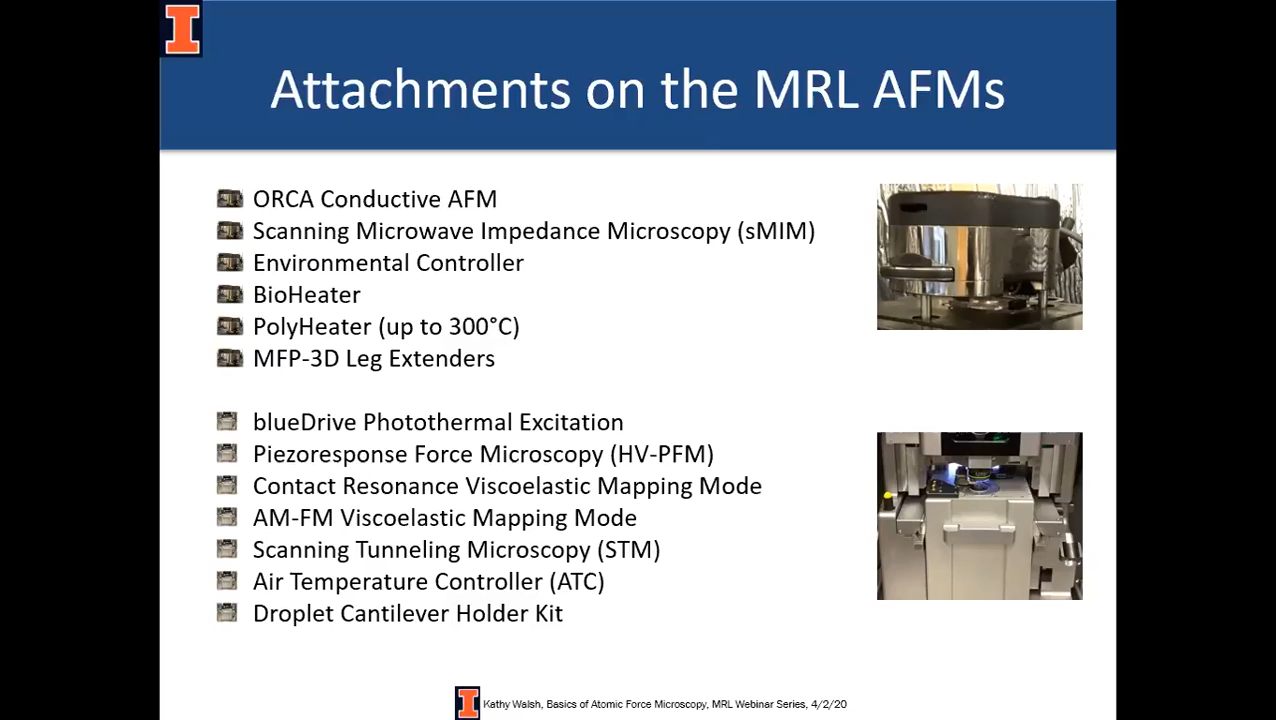 I
Attachments on the MRL AFMs
ORCA Conductive AFM
Scanning Microwave Impedance Microscopy (sMIM)
Environmental Controller
BioHeater
PolyHeater (up to 300°C)
MFP-3D Leg Extenders
blueDrive Photothermal Excitation
Piezoresponse Force Microscopy (HV-PFM)
Contact Resonance Viscoelastic Mapping Mode
AM-FM Viscoelastic Mapping Mode
Scanning Tunneling Microscopy (STM)
Air Temperature Controller (ATC)
Droplet Cantilever Holder Kit
I Kathy Walsh, Basics of Atomic Force Microscopy, MRL Webinar Series, 4/2/20